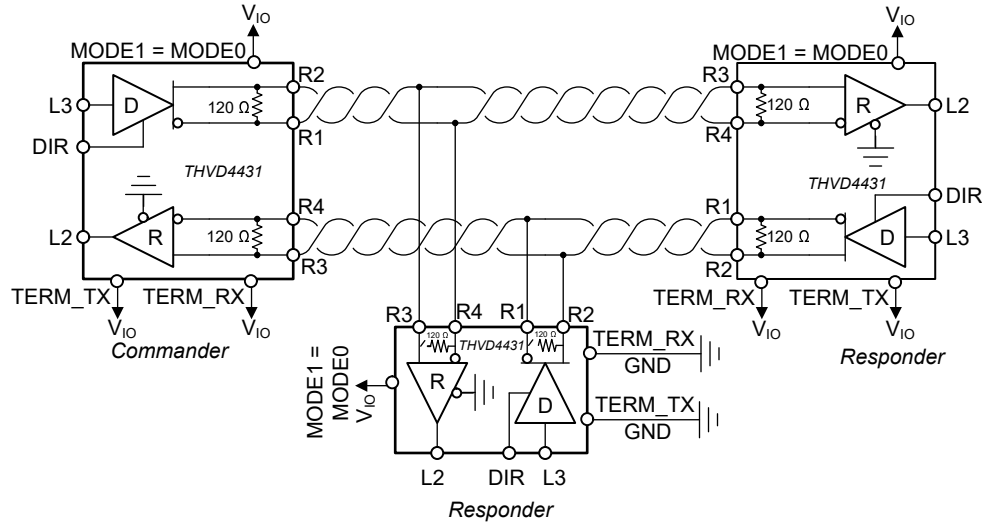 VIO
VIO
MODE1 = MODE0
MODE1 = MODE0
R2
R3
L3
D
120 Ω
120 Ω
R
L2
R1
R4
DIR
THVD4431
THVD4431
DIR
R4
R1
L2
R
120 Ω
120 Ω
D
L3
R3
R2
TERM_TX
TERM_RX
TERM_RX
TERM_TX
VIO
VIO
VIO
VIO
Commander
Responder
R3
R4
R1
R2
120 Ω
THVD4431
120 Ω
TERM_RX
GND
MODE1 =
MODE0
VIO
R
D
TERM_TX
GND
L2
DIR
L3
Responder